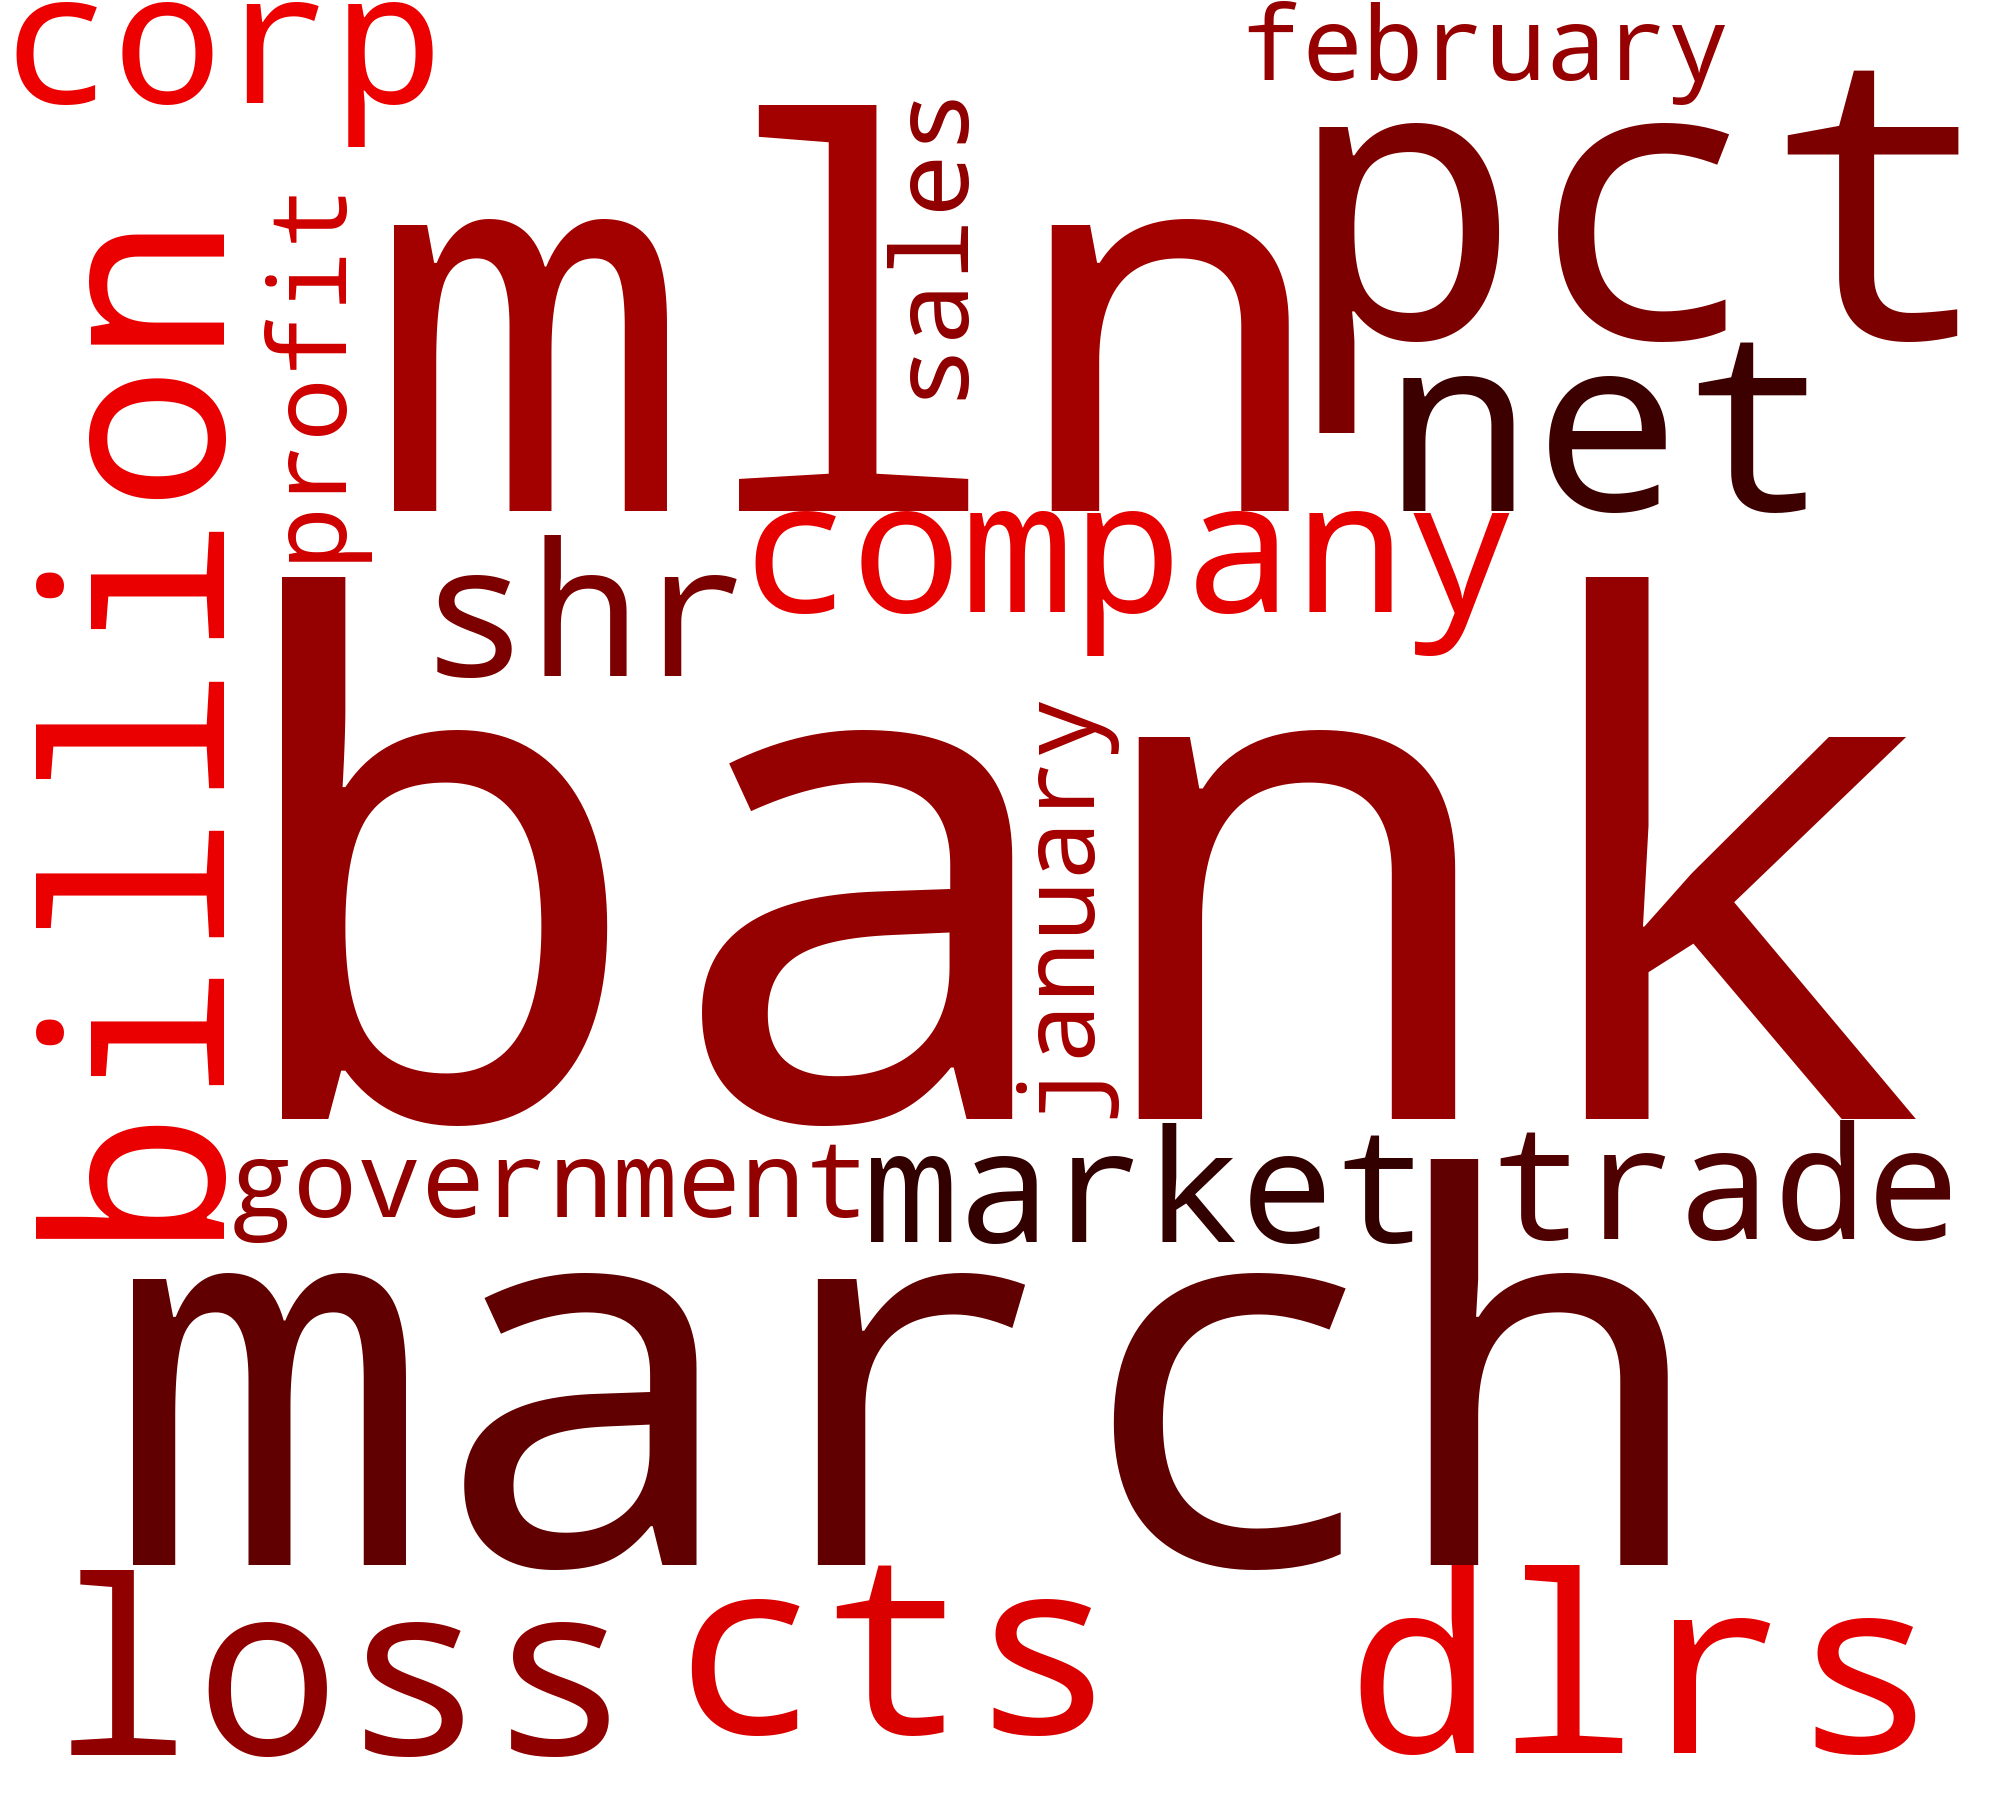 corp
february
pct
mln
sales
profit
billion
net
company
shr
bank
january
government
market
trade
march
loss
cts
dlrs